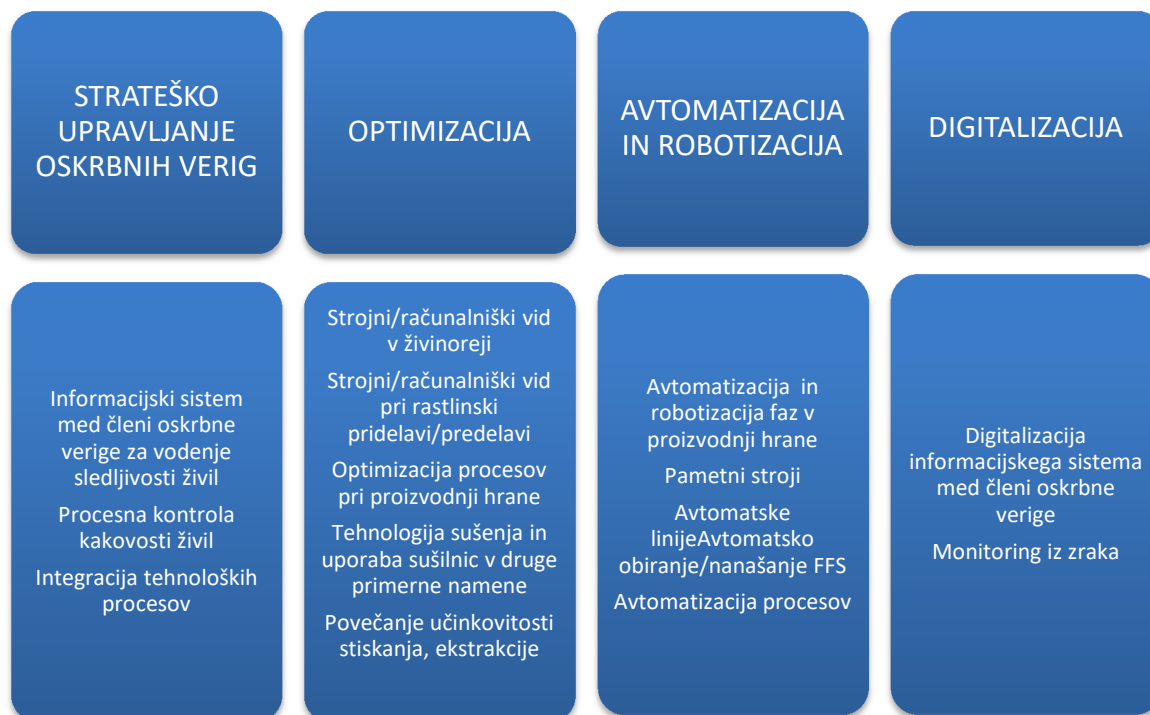 STRATEŠKO
UPRAVLJANJE
OSKRBNIH VERIG
OPTIMIZACIJA
AVTOMATIZACIJA
IN ROBOTIZACIJA
DIGITALIZACIJA
Informacijski sistem
med členi oskrbne
verige za vodenje
sledljivosti živil
Procesna kontrola
kakovosti živil
Integracija tehnoloških
procesov
Strojni/računalniški vid
v živinoreji
Strojni/računalniški vid
pri rastlinski
pridelavi/predelavi
Optimizacija procesov
pri proizvodnji hrane
Tehnologija sušenja in
uporaba sušilnic v druge
primerne namene
Povečanje učinkovitosti
stiskanja, ekstrakcije
Avtomatizacija  in
robotizacija faz v
proizvodnji hrane
Pametni stroji
Avtomatske
linijeAvtomatsko
obiranje/nanašanje FFS
Avtomatizacija procesov
Digitalizacija
informacijskega sistema
med členi oskrbne
verige
Monitoring iz zraka